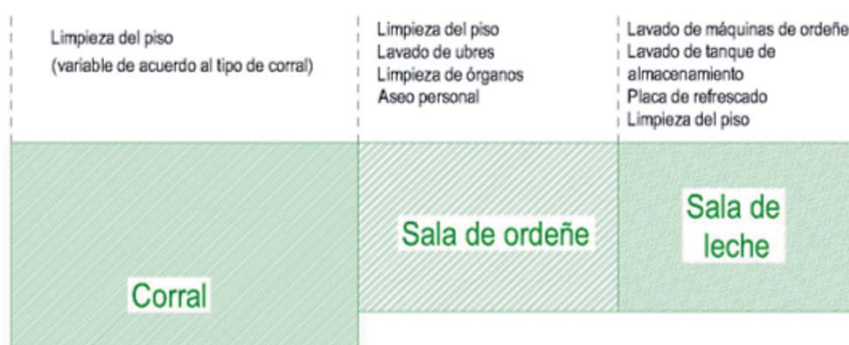 Limpieza del piso
(variable de acuerdo al tipo de corral)
Limpieza del piso
Lavado de ubres
Limpieza de órganos
Aseo personal
Lavado de máquinas de ordeñe
Lavado de tanque de
almacenamiento
Placa de refrescado
Limpieza del piso
Corral
Sala de ordeñe
Sala de
leche